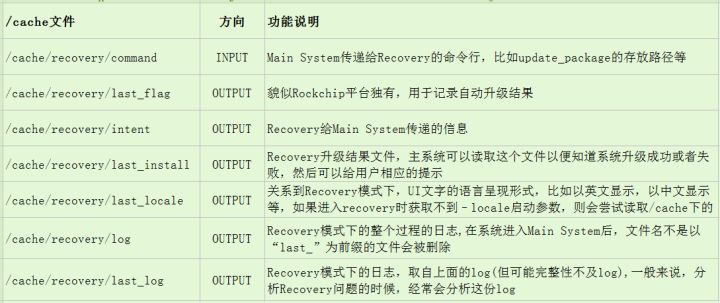 /cache文件 方向 功能说明
/cache/recovery/command INPUT Main System传递给Recovery的命令行，比如update_package的存放路径等
/cache/recovery/last_flag OUTPUT 貌似Rockchip平台独有，用于记录自动升级结果
/cache/recovery/intent OUTPUT Recovery给Main System传递的信息
/cache/recovery/last_install OUTPUT Recovery升级结果文件，主系统可以读取这个文件以便知道系统升级成功或者失
败，然后可以给用户相应的提示
/cache/recovery/last_locale OUTPUT 关系到Recovery模式下，UI文字的语言呈现形式，比如以英文显示，以中文显示
等，如果进入recovery时获取不到–locale启动参数，则会尝试读取/cache下的
/cache/recovery/log OUTPUT Recovery模式下的整个过程的日志,在系统进入Main System后，文件名不是以
“last_”为前缀的文件会被删除
/cache/recovery/last_log OUTPUT Recovery模式下的日志，取自上面的log(但可能完整性不及log),一般来说，分
析Recovery问题的时候，经常会分析这份log